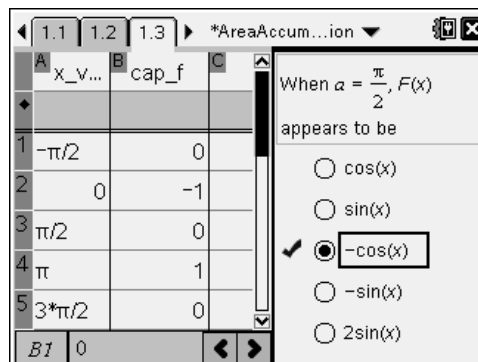 1.1 1.2 1.3 *AreaAccum...ion
A x_v... B cap_f C
1 -π/2 0
2 0 -1
3 π/2 0
4 π 1
5 3*π/2 0
B1 0
When a = π/2, F(x)
appears to be
cos(x)
sin(x)
-cos(x)
-sin(x)
2sin(x)